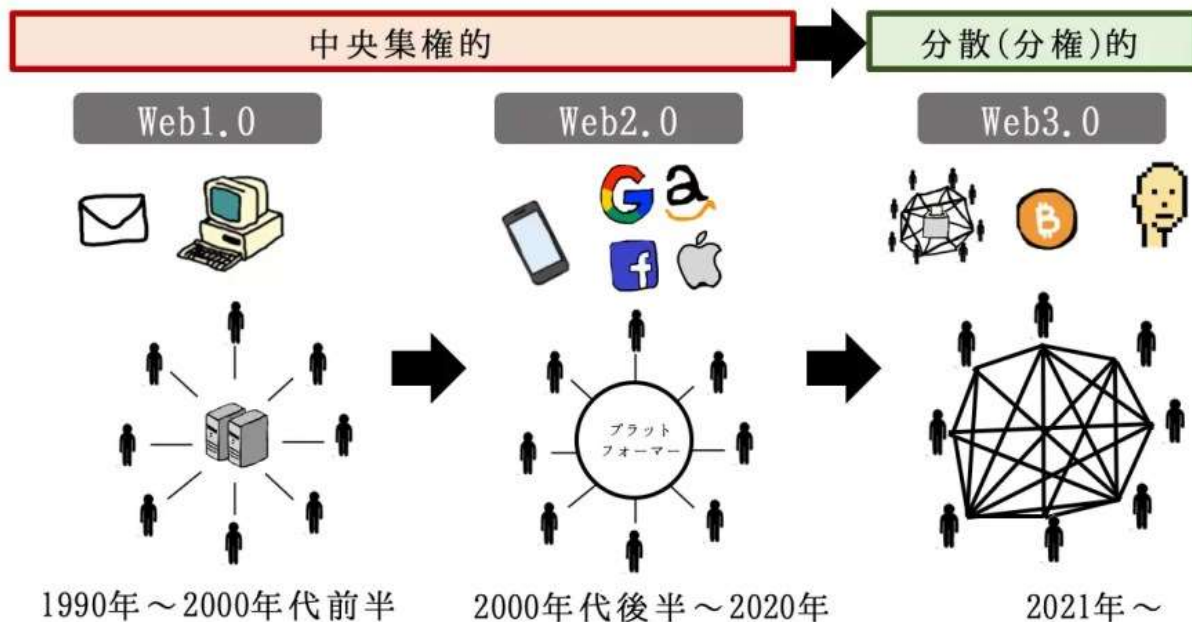 中央集権的
分散(分権)的
Web1.0
Web2.0
Web3.0
プラット
フォーマー
1990年～2000年代前半
2000年代後半～2020年
2021年～